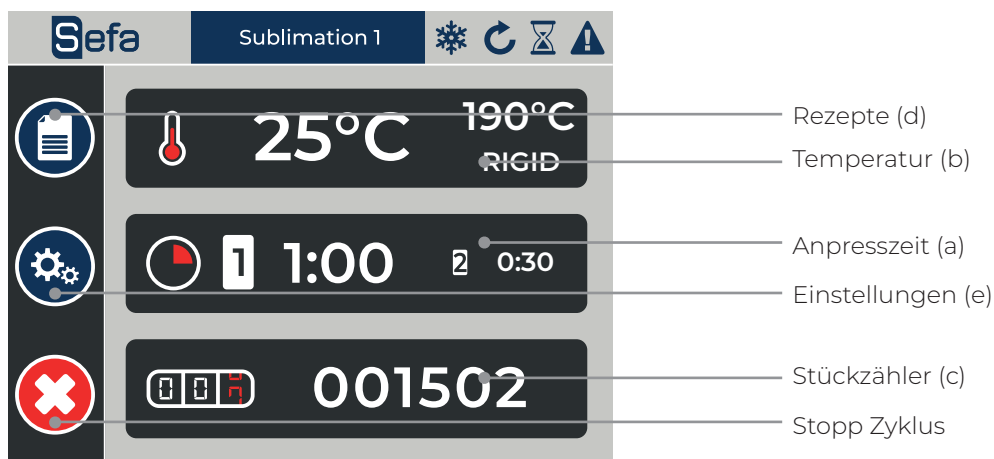 Sefa
Sublimation 1
25°C
190°C
RIGID
1 1:00 2 0:30
001502
Rezepte (d)
Temperatur (b)
Anpresszeit (a)
Einstellungen (e)
Stückzähler (c)
Stopp Zyklus